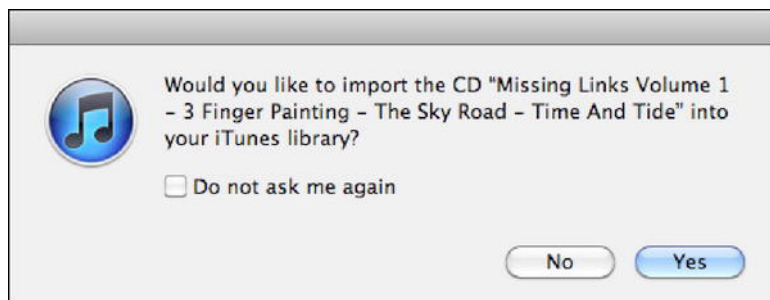 Would you like to import the CD "Missing Links Volume 1
– 3 Finger Painting – The Sky Road – Time And Tide" into
your iTunes library?
Do not ask me again
No Yes